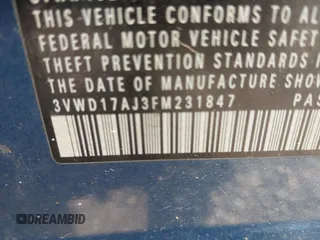 THIS VEHICLE CONFORMS TO AL
FEDERAL MOTOR VEHICLE SAFET
THEFT PREVENTION STANDARDS IN
THE DATE OF MANUFACTURE SHOW
3VWD17AJ3FM231847 PAS
DREAMBID